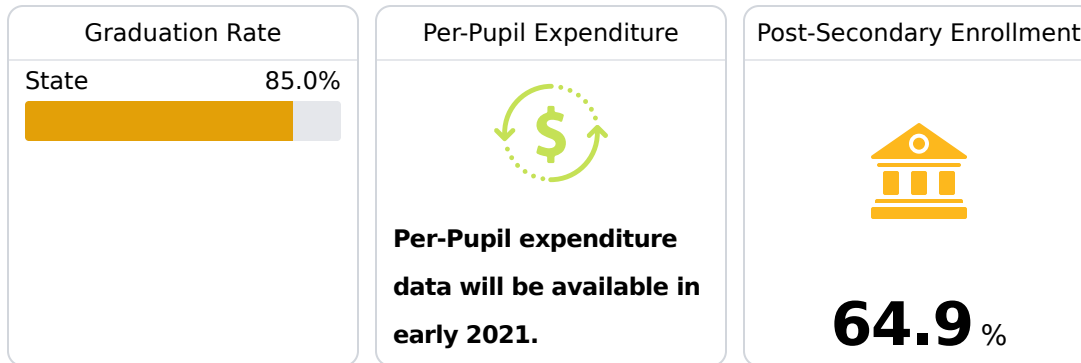 Graduation Rate
State 85.0%
Per-Pupil Expenditure
$
Per-Pupil expenditure
data will be available in
early 2021.
Post-Secondary Enrollment
64.9 %